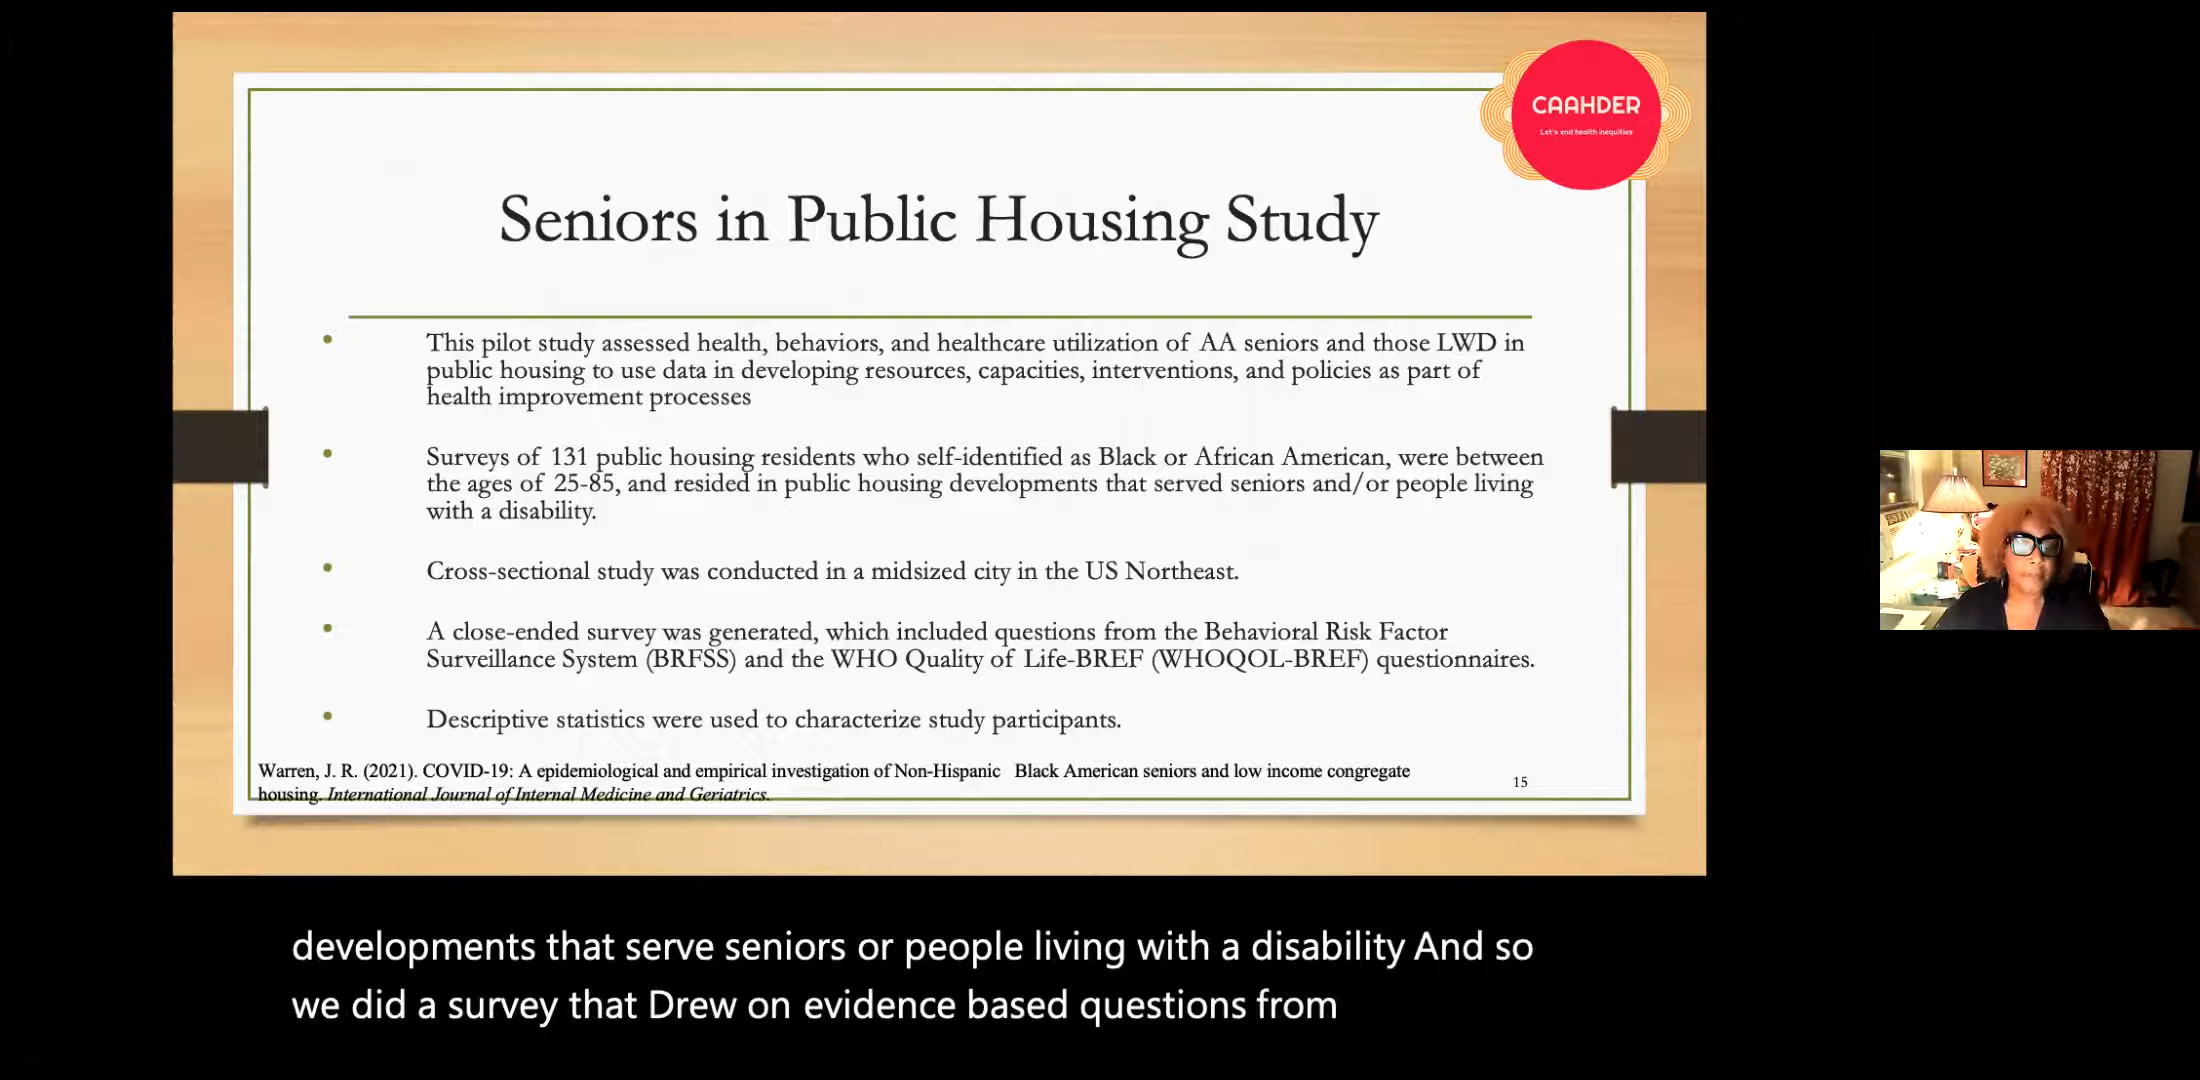 CAAHDER
Let's end health inequities
Seniors in Public Housing Study
This pilot study assessed health, behaviors, and healthcare utilization of AA seniors and those LWD in
public housing to use data in developing resources, capacities, interventions, and policies as part of
health improvement processes
Surveys of 131 public housing residents who self-identified as Black or African American, were between
the ages of 25-85, and resided in public housing developments that served seniors and/or people living
with a disability.
Cross-sectional study was conducted in a midsized city in the US Northeast.
A close-ended survey was generated, which included questions from the Behavioral Risk Factor
Surveillance System (BRFSS) and the WHO Quality of Life-BREF (WHOQOL-BREF) questionnaires.
Descriptive statistics were used to characterize study participants.
Warren, J. R. (2021). COVID-19: A epidemiological and empirical investigation of Non-Hispanic Black American seniors and low income congregate
housing. International Journal of Internal Medicine and Geriatrics.
15
developments that serve seniors or people living with a disability And so
we did a survey that Drew on evidence based questions from